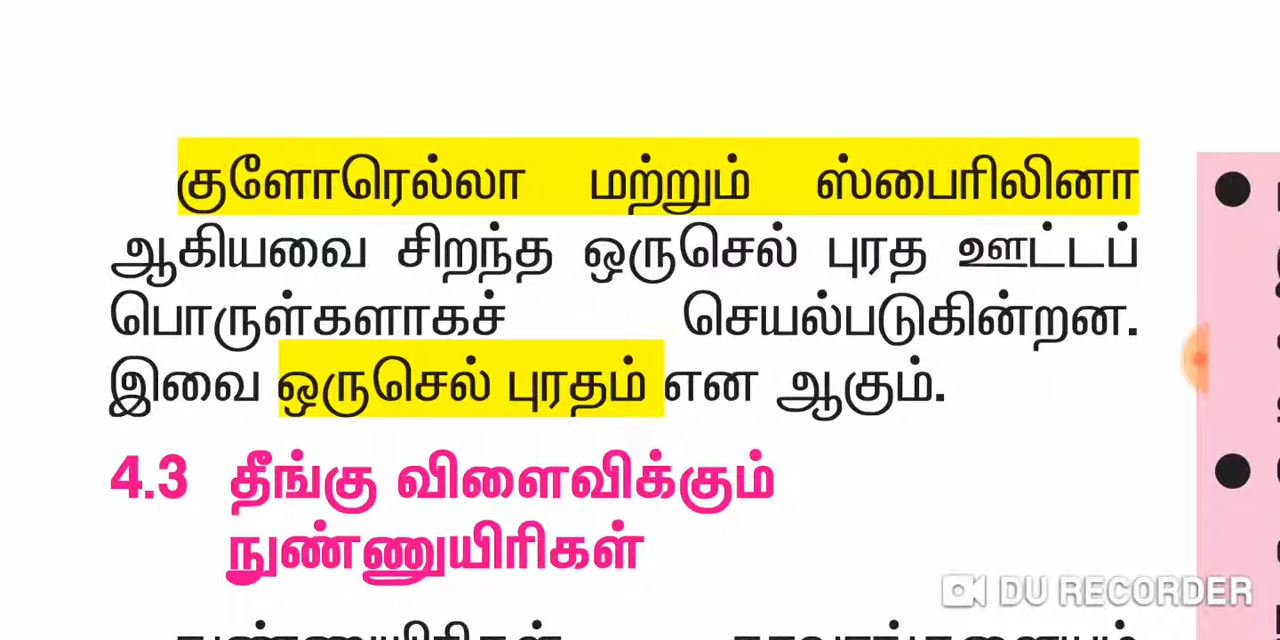 குளோரெல்லா மற்றும் ஸ்பைரிலினா
ஆகியவை சிறந்த ஒருசெல் புரத ஊட்டப்
பொருள்களாகச் செயல்படுகின்றன.
இவை ஒருசெல் புரதம் என ஆகும்.
4.3 தீங்கு விளைவிக்கும்
நுண்ணுயிரிகள்
DU RECORDER